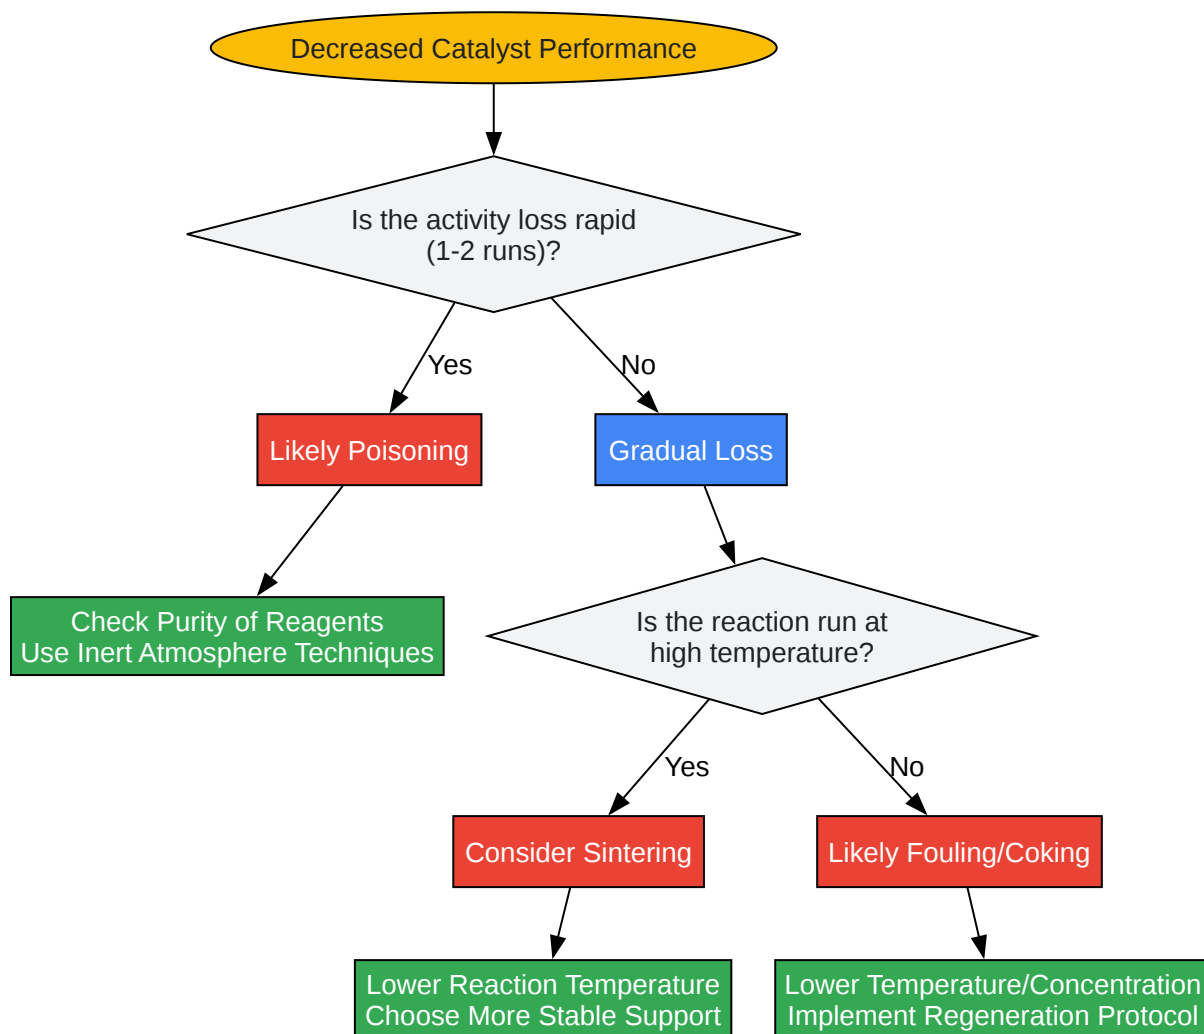 Decreased Catalyst Performance
Is the activity loss rapid
(1-2 runs)?
Yes
No
Likely Poisoning
Gradual Loss
Check Purity of Reagents
Use Inert Atmosphere Techniques
Is the reaction run at
high temperature?
Yes
No
Consider Sintering
Likely Fouling/Coking
Lower Reaction Temperature
Choose More Stable Support
Lower Temperature/Concentration
Implement Regeneration Protocol